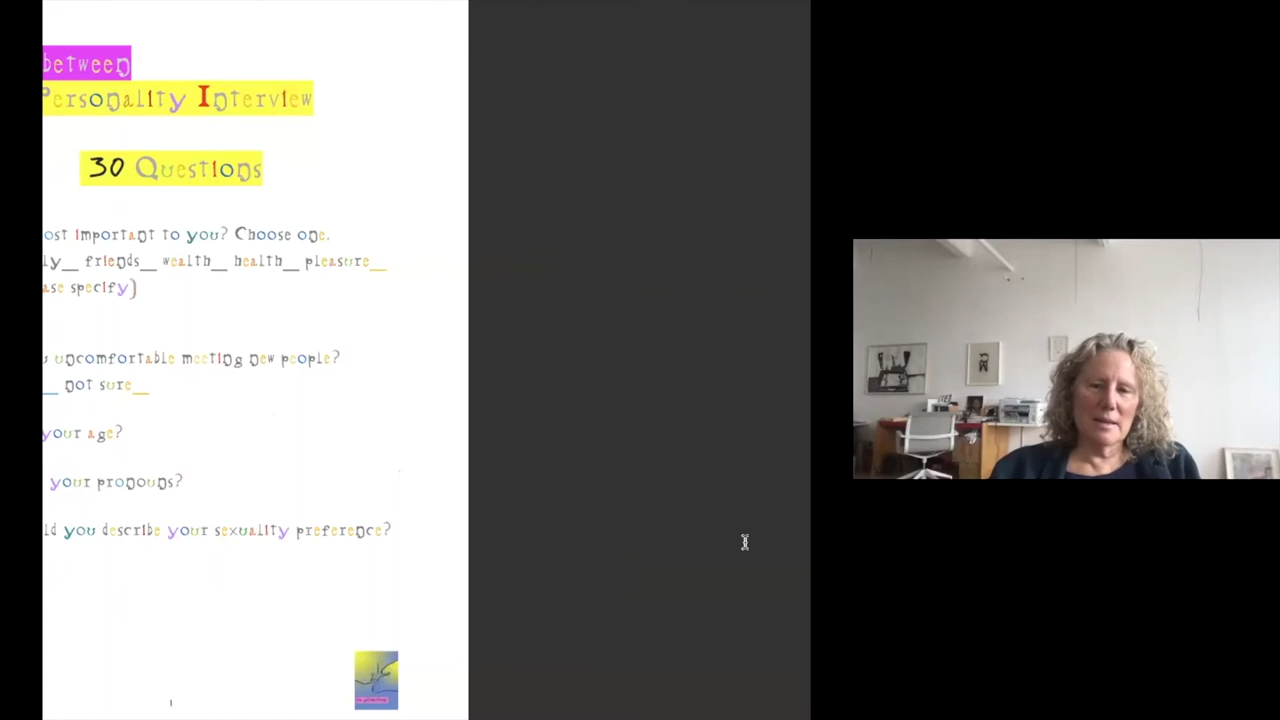 between
Personality Interview
30 Questions
ost important to you? Choose one.
ly__ friends__ wealth__ health__ pleasure__
ase specify)
u uncomfortable meeting new people?
_ not sure__
your age?
your pronouns?
ld you describe your sexuality preference?
1